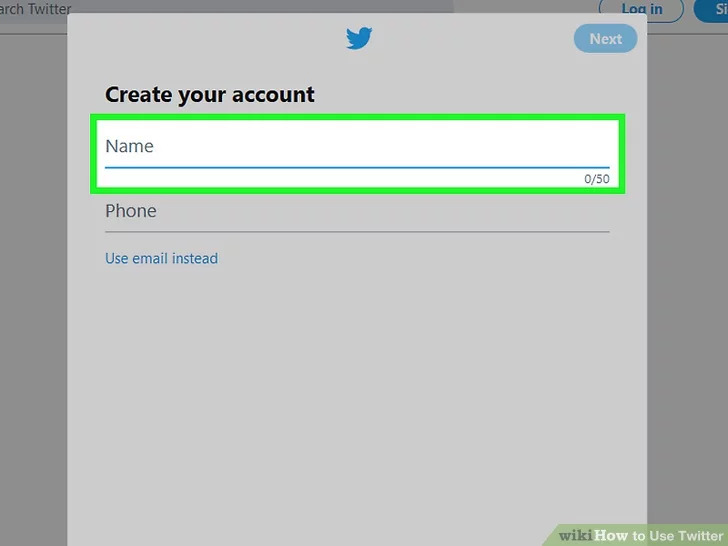 arch Twitter
Log in
Si
Next
Create your account
Name
0/50
Phone
Use email instead
wikiHow to Use Twitter